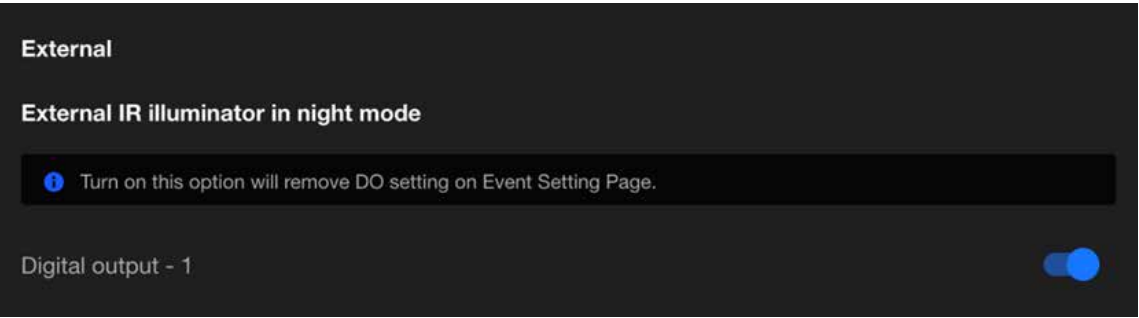 External
External IR illuminator in night mode
Turn on this option will remove DO setting on Event Setting Page.
Digital output - 1